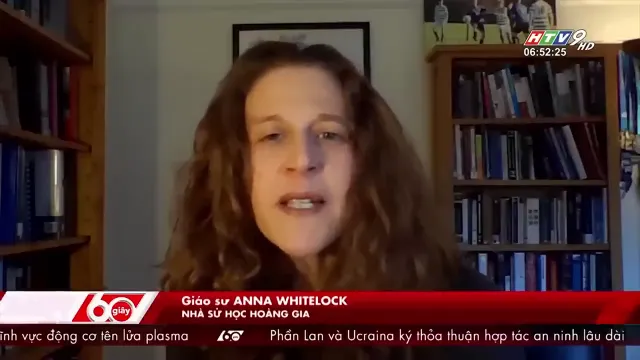 HTV9 HD
06:52:25
Giáo sư ANNA WHITELOCK
NHÀ SỬ HỌC HOÀNG GIA
60 giây
ĩnh vực động cơ tên lửa plasma
Phần Lan và Ucraina ký thỏa thuận hợp tác an ninh lâu dài